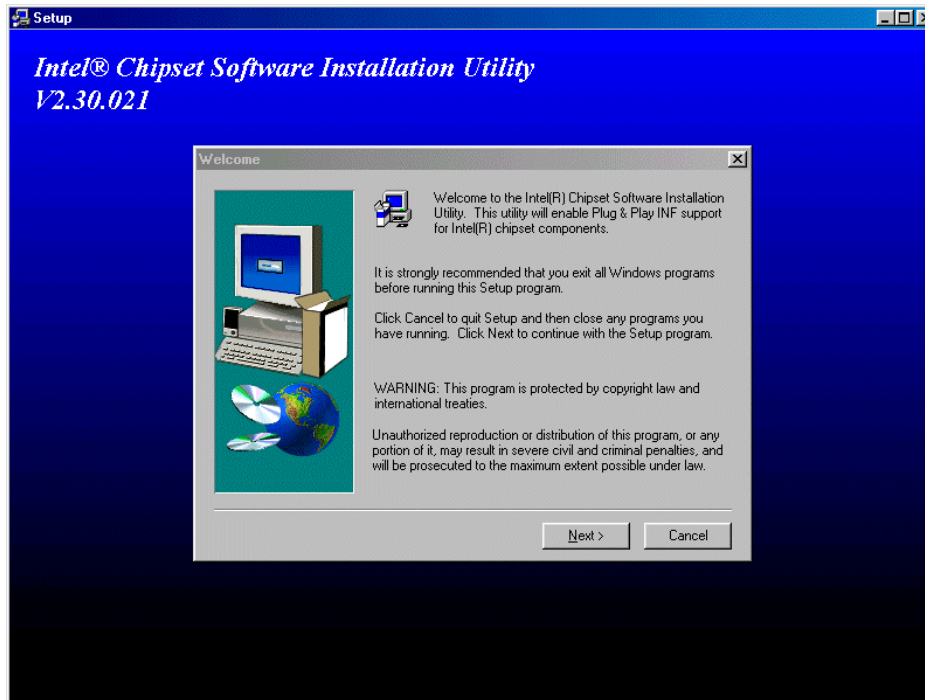 Setup
Intel® Chipset Software Installation Utility
V2.30.021
Welcome
Welcome to the Intel(R) Chipset Software Installation
Utility. This utility will enable Plug & Play INF support
for Intel(R) chipset components.
It is strongly recommended that you exit all Windows programs
before running this Setup program.
Click Cancel to quit Setup and then close any programs you
have running. Click Next to continue with the Setup program.
WARNING: This program is protected by copyright law and
international treaties.
Unauthorized reproduction or distribution of this program, or any
portion of it, may result in severe civil and criminal penalties, and
will be prosecuted to the maximum extent possible under law.
Next >
Cancel